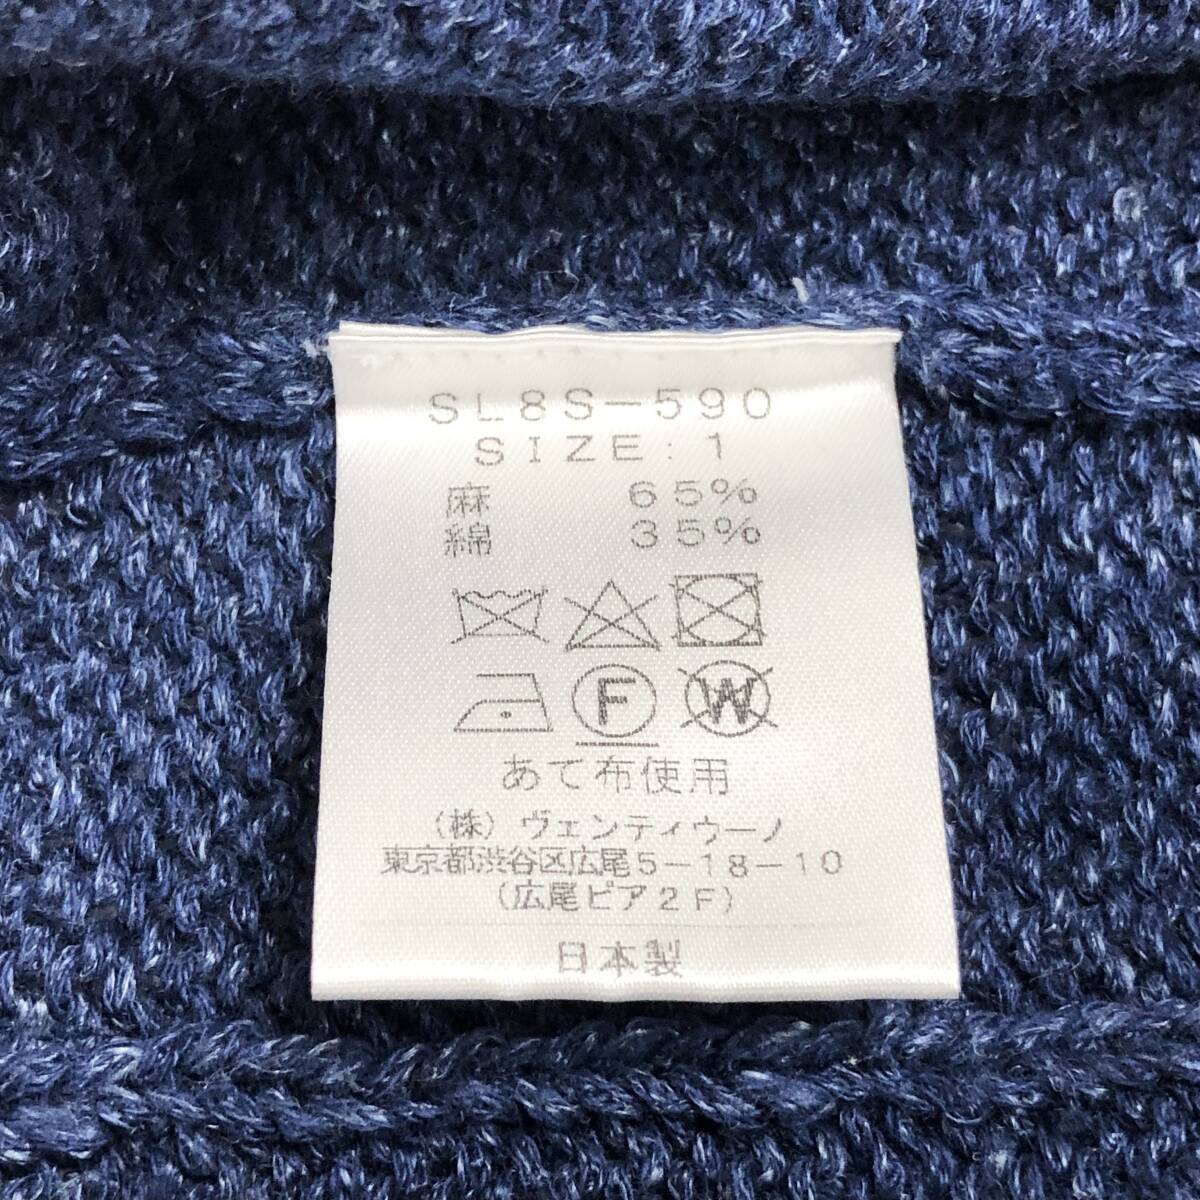 SL8S-590
SIZE:1
麻 65%
綿 35%
F W
あて布使用
(株)ヴェンティウーノ
東京都渋谷区広尾5-18-10
(広尾ピア2F)
日本製